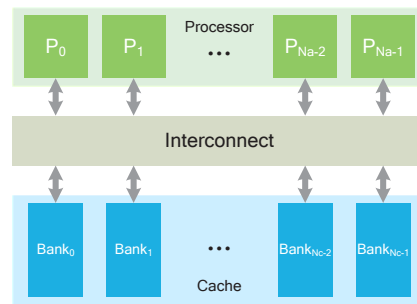 Processor
P0 P1 ... PNa-2 PNa-1
Interconnect
Bank0 Bank1 ... BankNc-2 BankNc-1
Cache